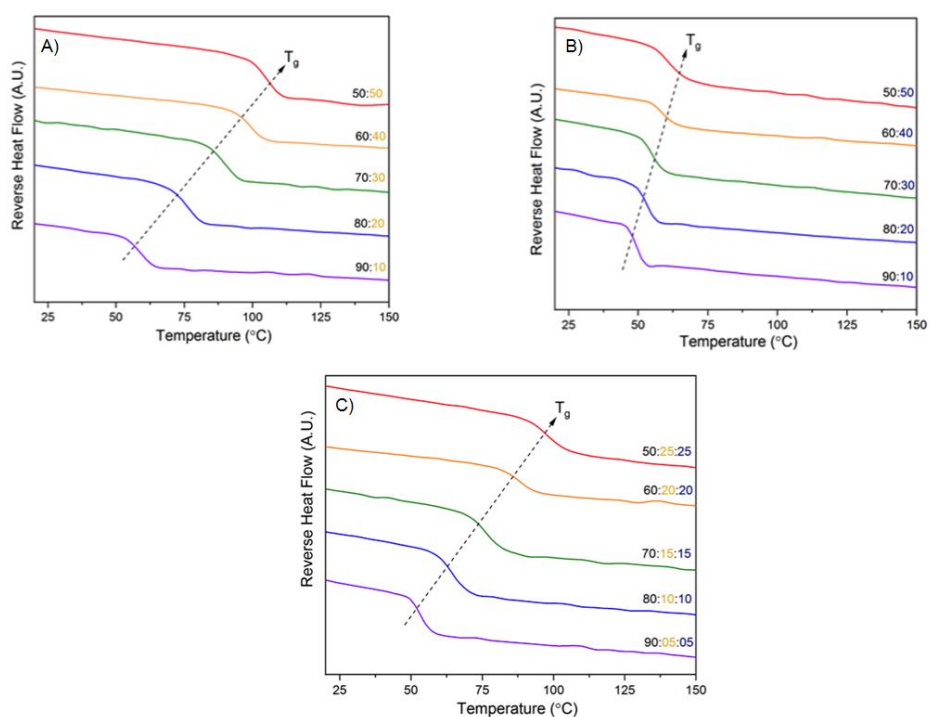 A)
Tg
50:50
60:40
70:30
80:20
90:10
Reverse Heat Flow (A.U.)
25 50 75 100 125 150
Temperature (°C)
B)
Tg
50:50
60:40
70:30
80:20
90:10
Reverse Heat Flow (A.U.)
25 50 75 100 125 150
Temperature (°C)
C)
Tg
50:25:25
60:20:20
70:15:15
80:10:10
90:05:05
Reverse Heat Flow (A.U.)
25 50 75 100 125 150
Temperature (°C)